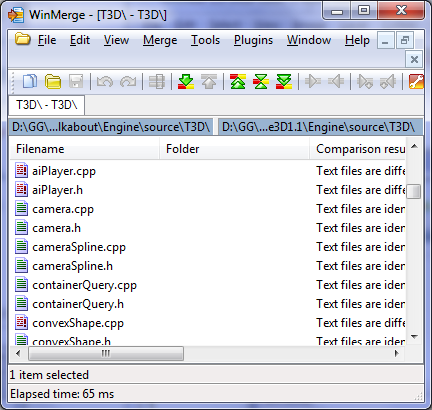 WinMerge - [T3D\ - T3D\]
File Edit View Merge Tools Plugins Window Help
T3D\ - T3D\
D:\GG\...lkabout\Engine\source\T3D\ D:\GG\...e3D1.1\Engine\source\T3D\
Filename Folder Comparison resu
aiPlayer.cpp Text files are diffe
aiPlayer.h Text files are diffe
camera.cpp Text files are iden
camera.h Text files are iden
cameraSpline.cpp Text files are iden
cameraSpline.h Text files are iden
containerQuery.cpp Text files are iden
containerQuery.h Text files are iden
convexShape.cpp Text files are diffe
convexShape.h Text files are iden
1 item selected
Elapsed time: 65 ms